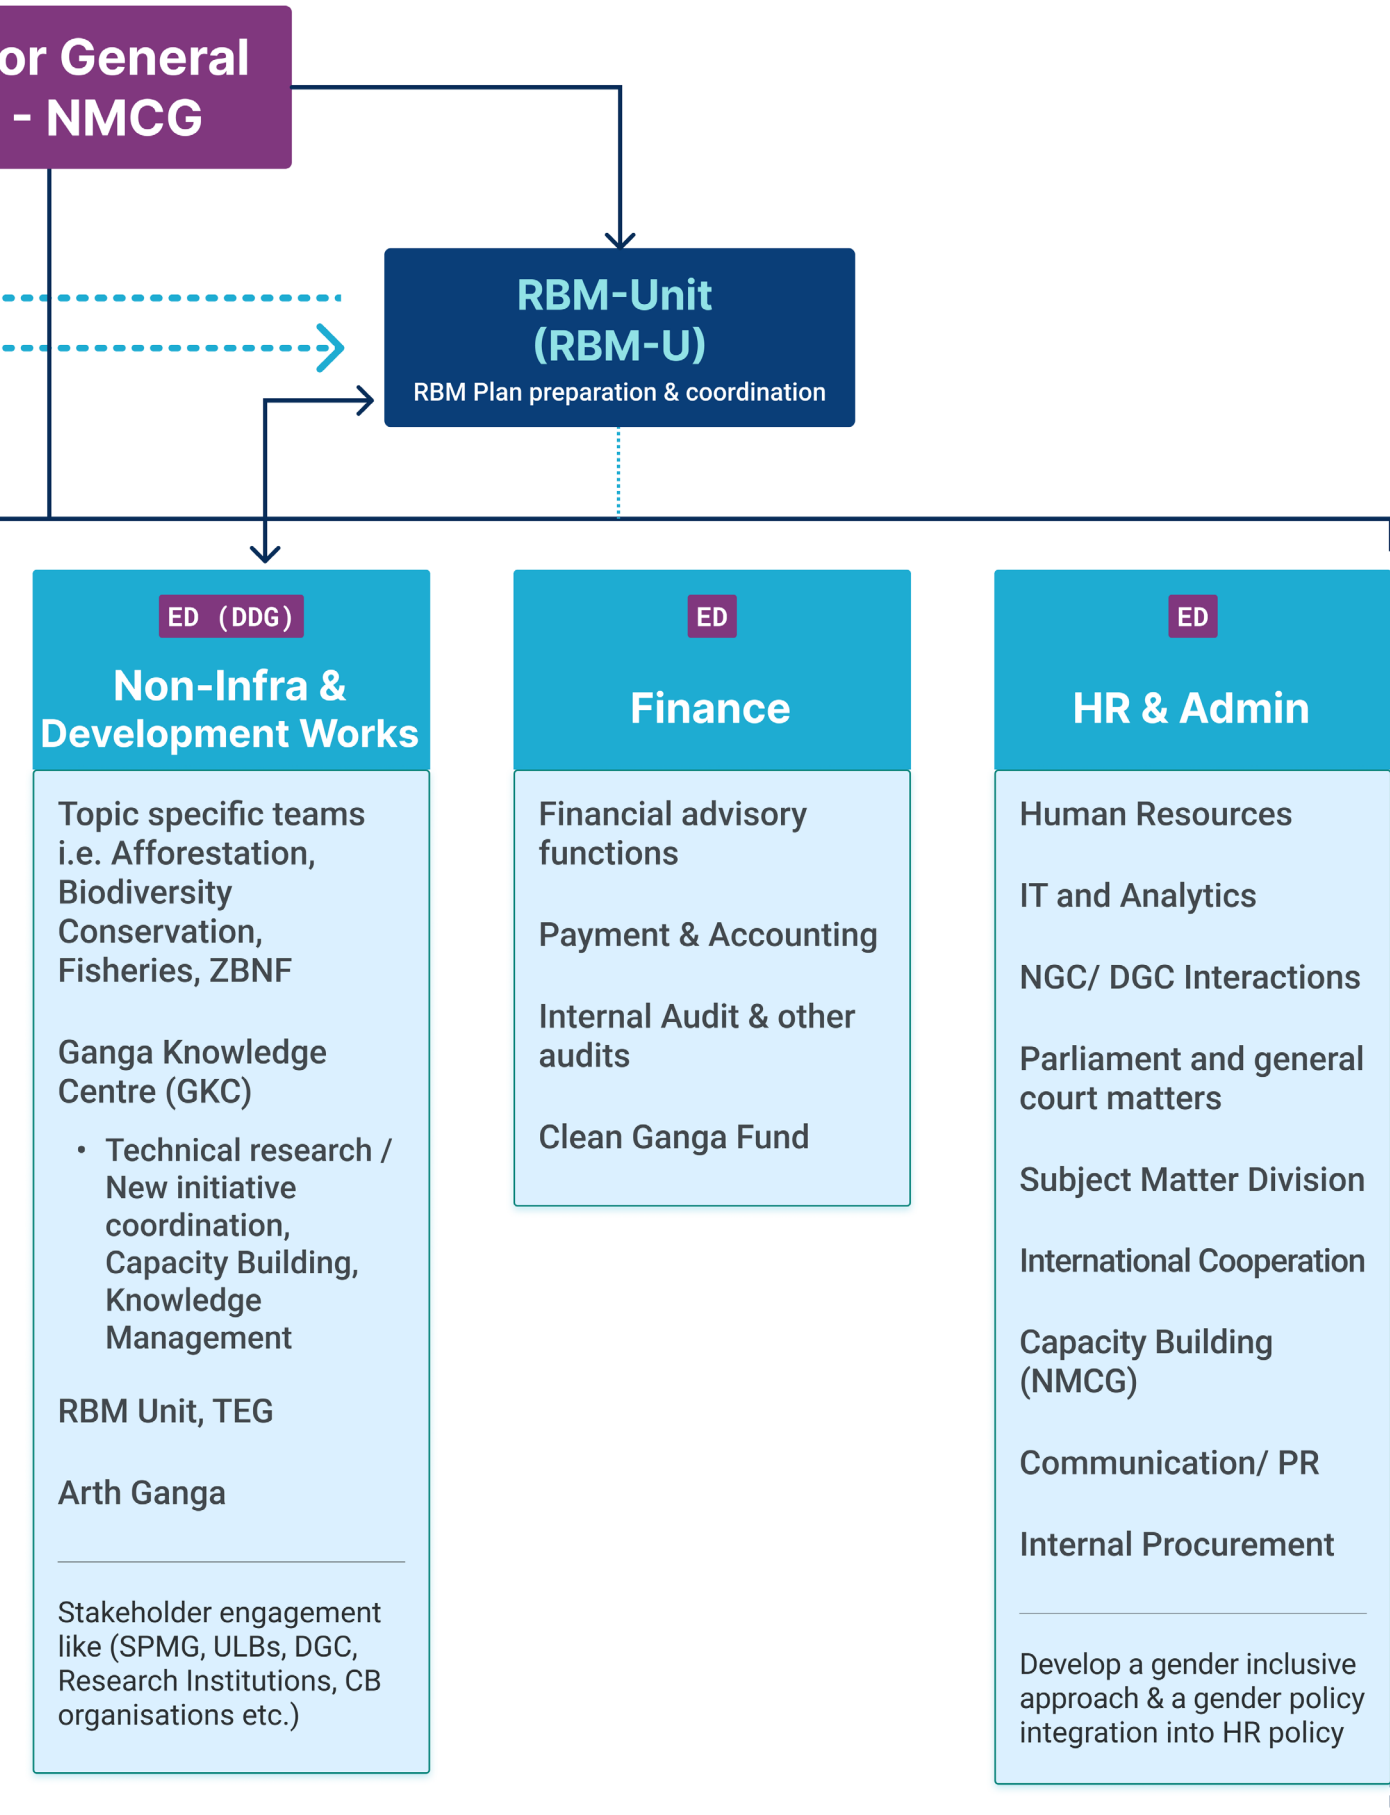 or General
- NMCG
RBM-Unit
(RBM-U)
RBM Plan preparation & coordination
ED (DDG)
Non-Infra &
Development Works
Topic specific teams
i.e. Afforestation,
Biodiversity
Conservation,
Fisheries, ZBNF
Ganga Knowledge
Centre (GKC)
• Technical research /
New initiative
coordination,
Capacity Building,
Knowledge
Management
RBM Unit, TEG
Arth Ganga
Stakeholder engagement
like (SPMG, ULBs, DGC,
Research Institutions, CB
organisations etc.)
ED
Finance
Financial advisory
functions
Payment & Accounting
Internal Audit & other
audits
Clean Ganga Fund
ED
HR & Admin
Human Resources
IT and Analytics
NGC/ DGC Interactions
Parliament and general
court matters
Subject Matter Division
International Cooperation
Capacity Building
(NMCG)
Communication/ PR
Internal Procurement
Develop a gender inclusive
approach & a gender policy
integration into HR policy